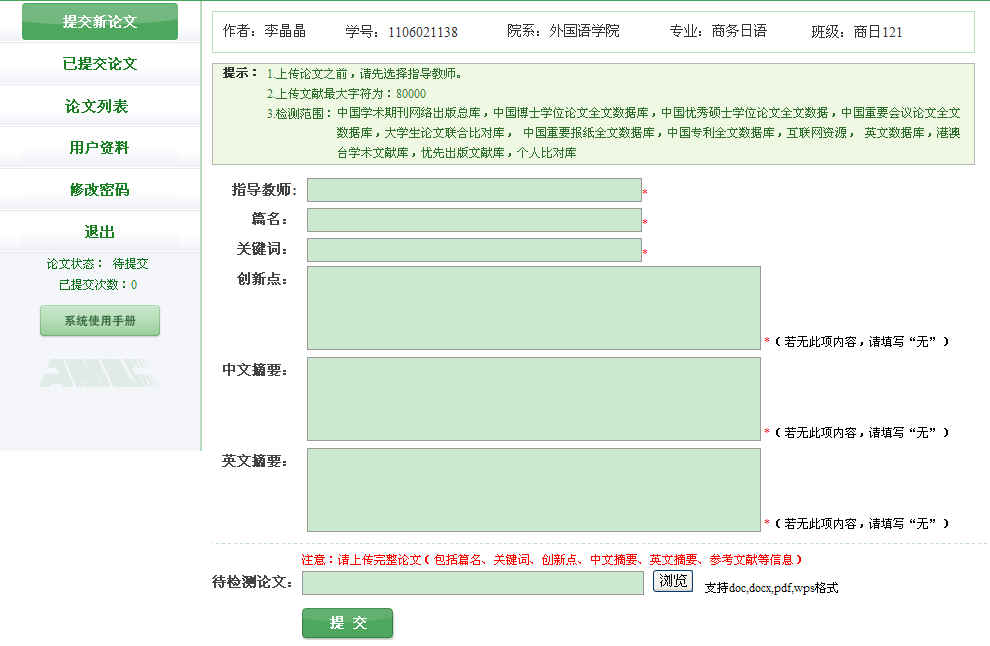 提交新论文
已提交论文
论文列表
用户资料
修改密码
退出
论文状态： 待提交
已提交次数：0
系统使用手册
AMLC
作者：李晶晶 学号：1106021138 院系：外国语学院 专业：商务日语 班级：商日121
提示： 1.上传论文之前，请先选择指导教师。
2.上传文献最大字符为：80000
3.检测范围：中国学术期刊网络出版总库，中国博士学位论文全文数据库，中国优秀硕士学位论文全文数据，中国重要会议论文全文
数据库，大学生论文联合比对库， 中国重要报纸全文数据库，中国专利全文数据库，互联网资源， 英文数据库，港澳
台学术文献库，优先出版文献库，个人比对库
指导教师： *
篇名： *
关键词： *
创新点：
*（若无此项内容，请填写“无”）
中文摘要：
*（若无此项内容，请填写“无”）
英文摘要：
*（若无此项内容，请填写“无”）
注意：请上传完整论文（包括篇名、关键词、创新点、中文摘要、英文摘要、参考文献等信息）
待检测论文： 浏览 支持doc,docx,pdf,wps格式
提 交